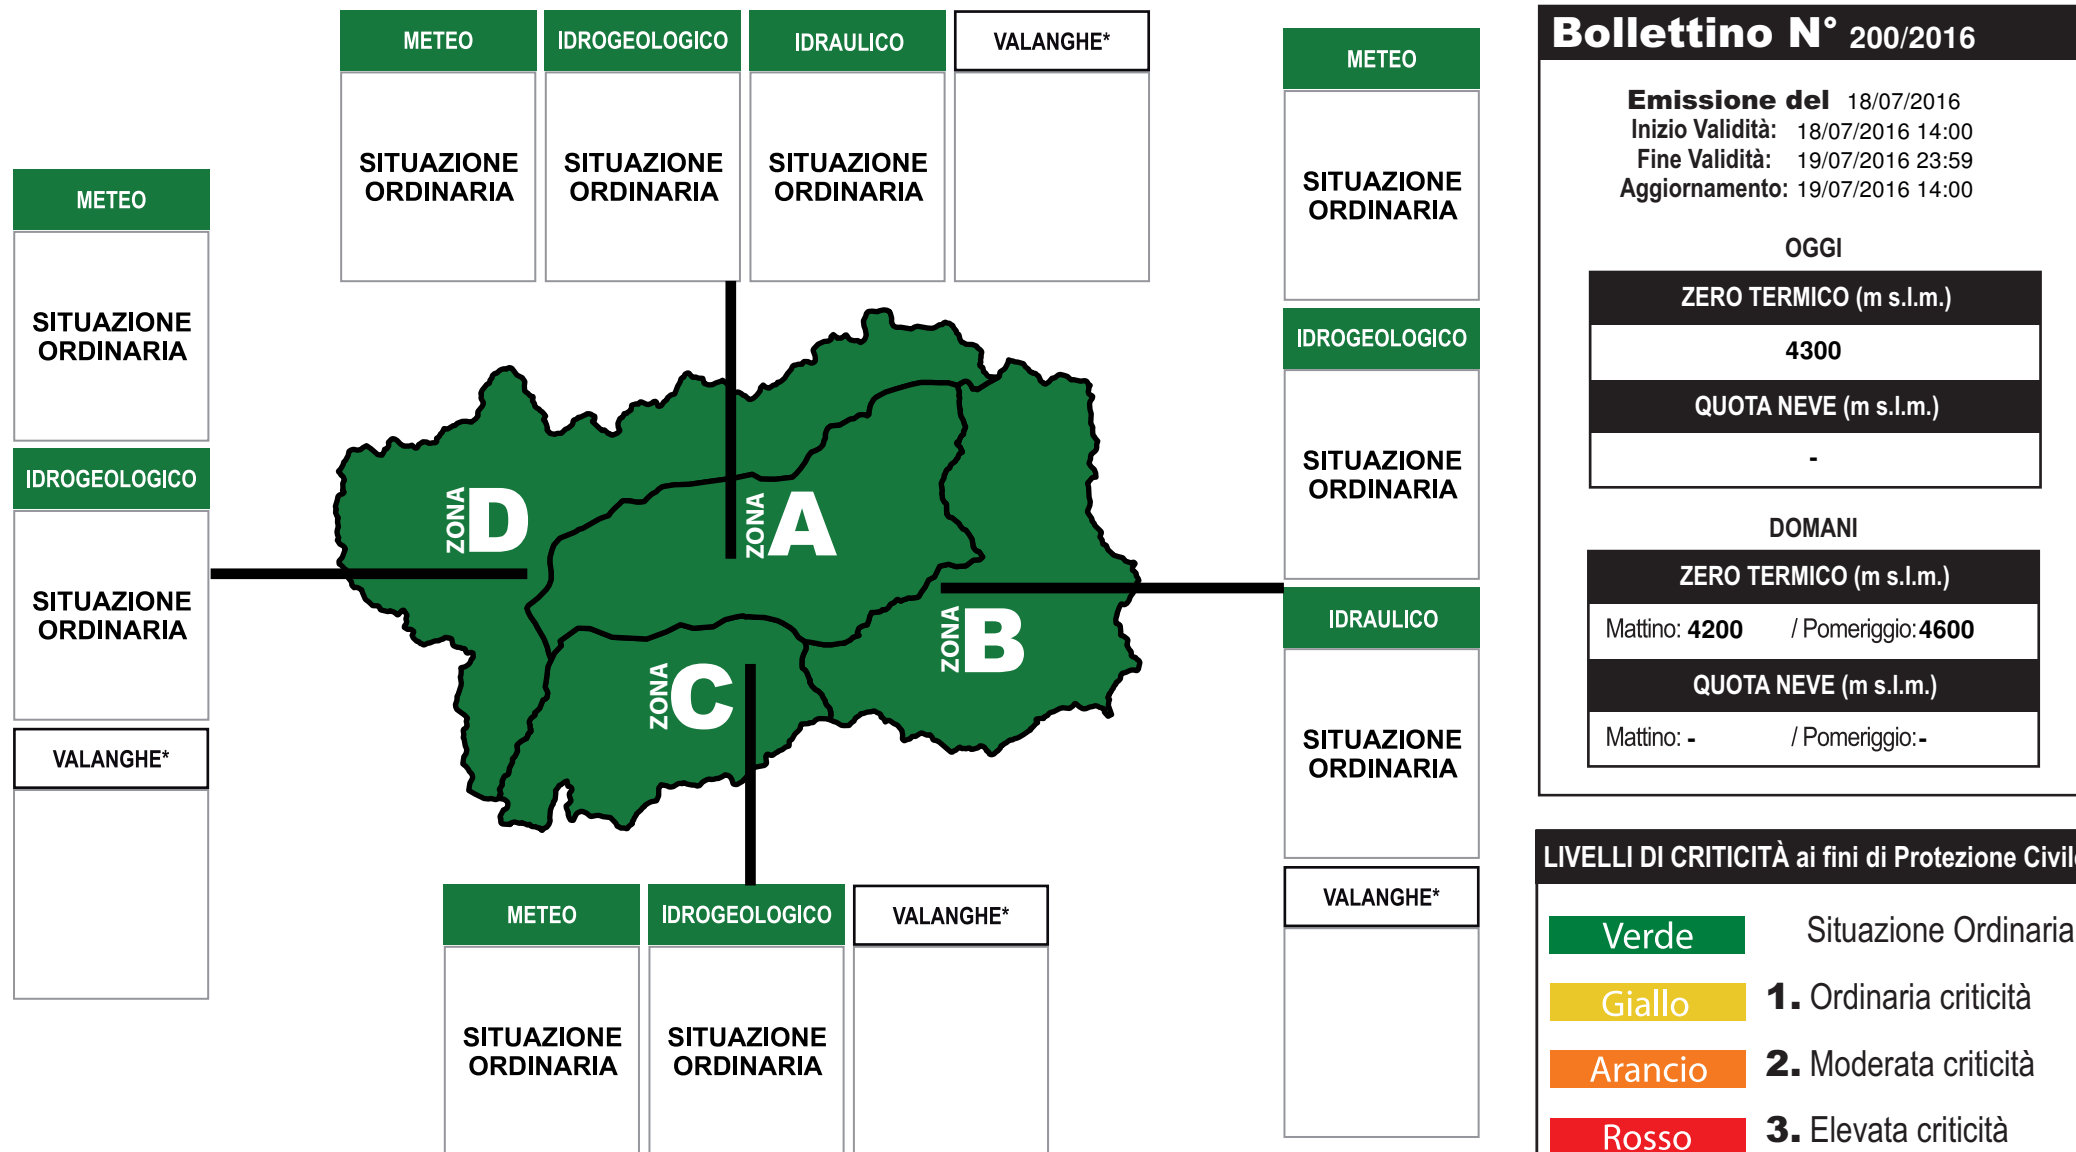 METEO
IDROGEOLOGICO
IDRAULICO
VALANGHE*
SITUAZIONE
ORDINARIA
SITUAZIONE
ORDINARIA
SITUAZIONE
ORDINARIA
METEO
SITUAZIONE
ORDINARIA
IDROGEOLOGICO
SITUAZIONE
ORDINARIA
VALANGHE*
ZONA D
ZONA A
ZONA B
ZONA C
METEO
SITUAZIONE
ORDINARIA
IDROGEOLOGICO
SITUAZIONE
ORDINARIA
IDRAULICO
SITUAZIONE
ORDINARIA
VALANGHE*
METEO
IDROGEOLOGICO
VALANGHE*
SITUAZIONE
ORDINARIA
SITUAZIONE
ORDINARIA
Bollettino N° 200/2016
Emissione del 18/07/2016
Inizio Validità: 18/07/2016 14:00
Fine Validità: 19/07/2016 23:59
Aggiornamento: 19/07/2016 14:00
OGGI
ZERO TERMICO (m s.l.m.)
4300
QUOTA NEVE (m s.l.m.)
-
DOMANI
ZERO TERMICO (m s.l.m.)
Mattino: 4200 / Pomeriggio: 4600
QUOTA NEVE (m s.l.m.)
Mattino: - / Pomeriggio: -
LIVELLI DI CRITICITÀ ai fini di Protezione Civile
Verde Situazione Ordinaria
Giallo 1. Ordinaria criticità
Arancio 2. Moderata criticità
Rosso 3. Elevata criticità